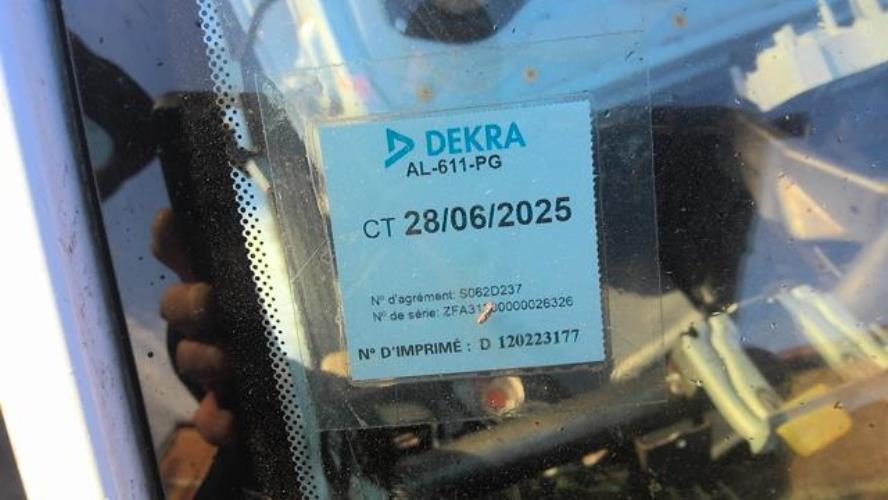 DEKRA
AL-611-PG
CT 28/06/2025
N° d'agrément: S062D237
N° de série:
N° D'IMPRIMÉ : D 120223177